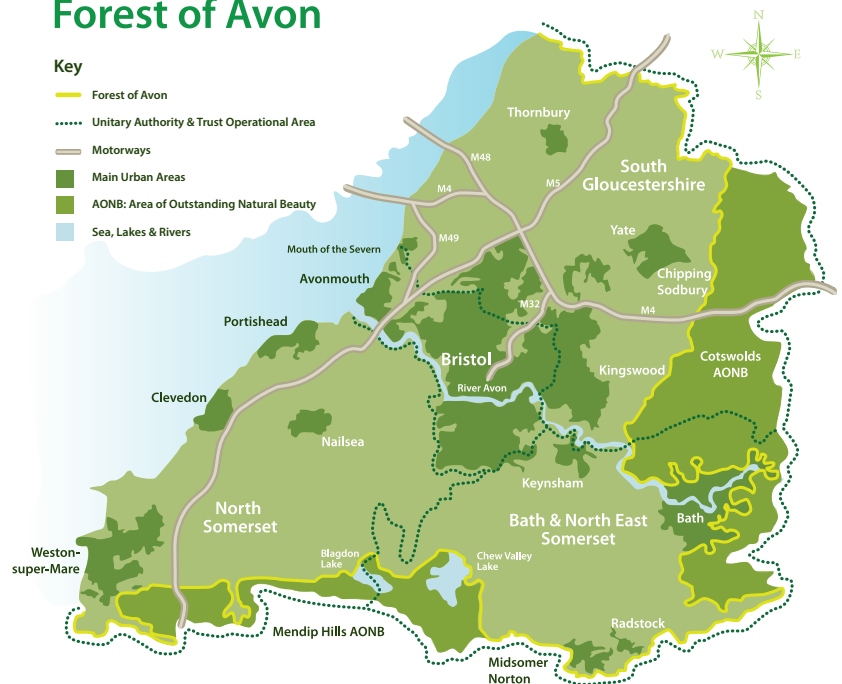 Forest of Avon
Key
Forest of Avon
Unitary Authority & Trust Operational Area
Motorways
Main Urban Areas
AONB: Area of Outstanding Natural Beauty
Sea, Lakes & Rivers
N
W
E
S
Thornbury
M48
South
Gloucestershire
M4
M5
M49
Yate
Mouth of the Severn
Avonmouth
Chipping
Sodbury
M32
M4
Portishead
Bristol
Cotswolds
AONB
Kingswood
River Avon
Clevedon
Nailsea
Keynsham
North
Somerset
Bath & North East
Somerset
Bath
Weston-
super-Mare
Blagdon
Lake
Chew Valley
Lake
Mendip Hills AONB
Radstock
Midsomer
Norton